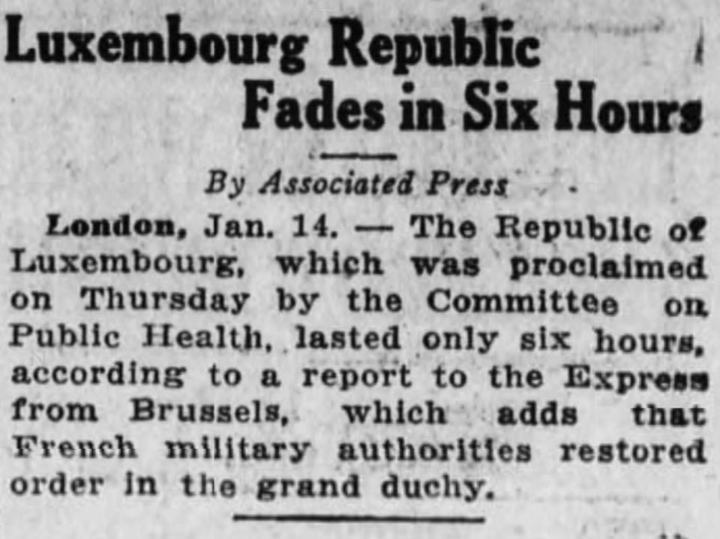 Luxembourg Republic
Fades in Six Hours
By Associated Press
London, Jan. 14. — The Republic of
Luxembourg, which was proclaimed
on Thursday by the Committee on
Public Health, lasted only six hours,
according to a report to the Express
from Brussels, which adds that
French military authorities restored
order in the grand duchy.